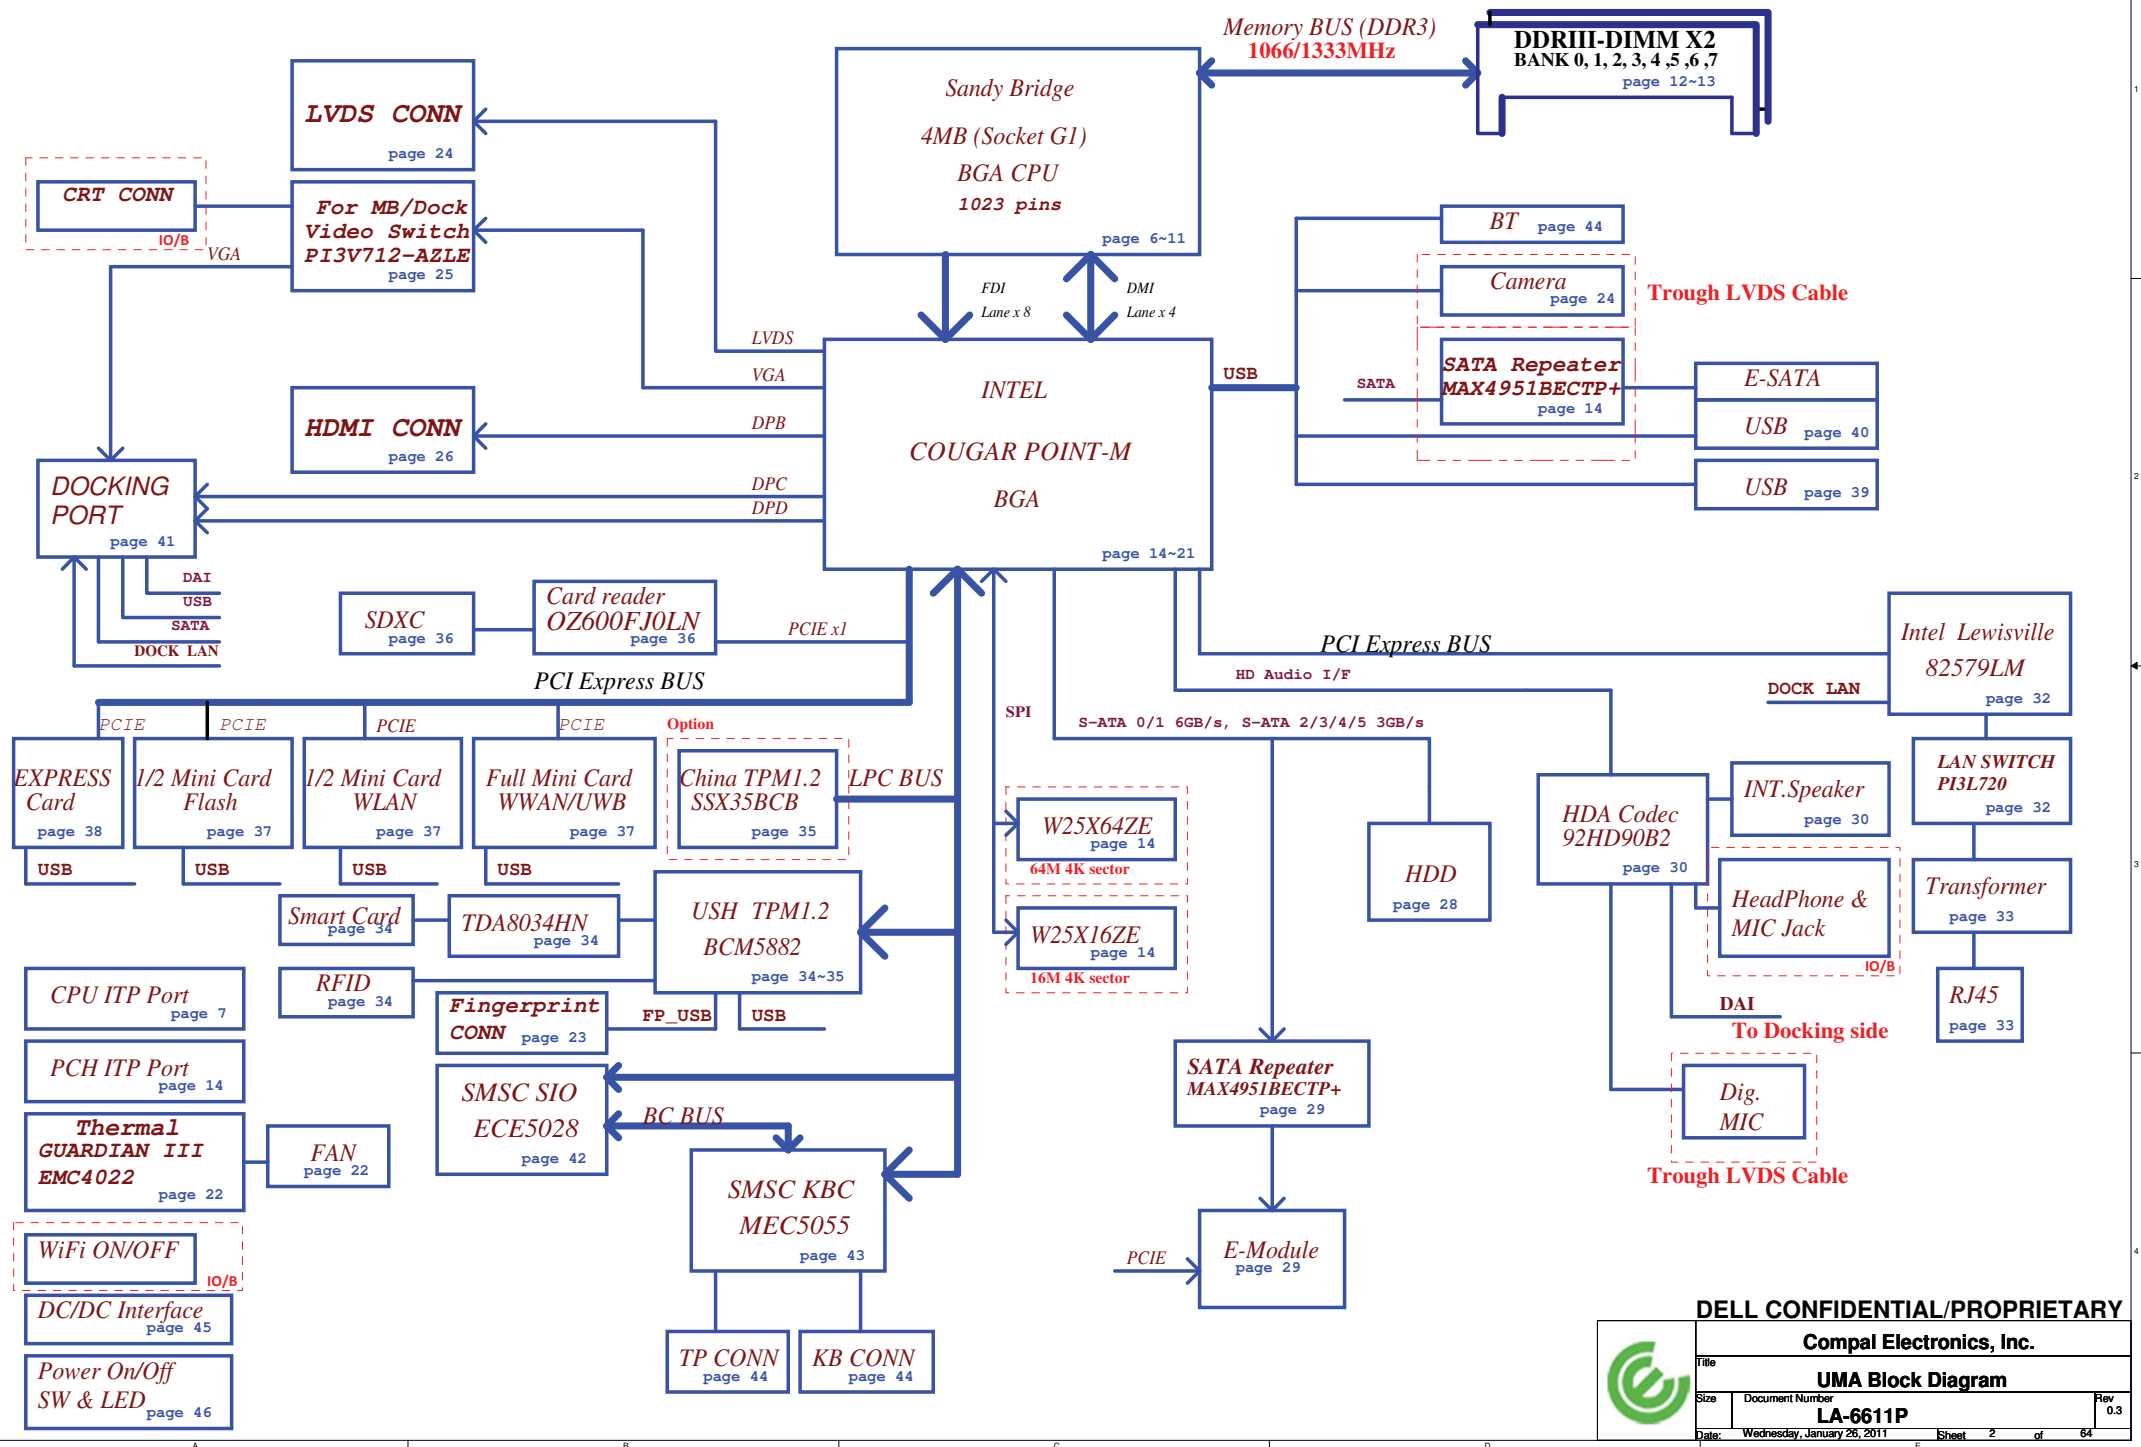 Memory BUS (DDR3)
1066/1333MHz
DDRIII-DIMM X2
BANK 0, 1, 2, 3, 4 ,5 ,6 ,7
page 12~13
Sandy Bridge
4MB (Socket G1)
BGA CPU
1023 pins
page 6~11
LVDS CONN
page 24
CRT CONN
IO/B
For MB/Dock
Video Switch
PI3V712-AZLE
page 25
VGA
FDI
Lane x 8
DMI
Lane x 4
BT page 44
Camera
page 24
Trough LVDS Cable
SATA Repeater
MAX4951BECTP+
page 14
SATA
USB
E-SATA
USB page 40
USB page 39
LVDS
VGA
DPB
DPC
DPD
INTEL
COUGAR POINT-M
BGA
page 14~21
HDMI CONN
page 26
DOCKING
PORT
page 41
DAI
USB
SATA
DOCK LAN
SDXC
page 36
Card reader
OZ600FJ0LN
page 36
PCIE x1
PCI Express BUS
PCI Express BUS
HD Audio I/F
SPI
S-ATA 0/1 6GB/s, S-ATA 2/3/4/5 3GB/s
Intel Lewisville
82579LM
page 32
DOCK LAN
PCIE
PCIE
PCIE
PCIE
Option
EXPRESS
Card
page 38
1/2 Mini Card
Flash
page 37
1/2 Mini Card
WLAN
page 37
Full Mini Card
WWAN/UWB
page 37
China TPM1.2
SSX35BCB
page 35
LPC BUS
USB
USB
USB
USB
W25X64ZE
page 14
64M 4K sector
W25X16ZE
page 14
16M 4K sector
HDD
page 28
HDA Codec
92HD90B2
page 30
INT.Speaker
page 30
HeadPhone &
MIC Jack
IO/B
LAN SWITCH
PI3L720
page 32
Transformer
page 33
RJ45
page 33
DAI
To Docking side
Dig.
MIC
Trough LVDS Cable
Smart Card
page 34
TDA8034HN
page 34
USH TPM1.2
BCM5882
page 34~35
RFID
page 34
Fingerprint
CONN page 23
FP_USB
USB
CPU ITP Port
page 7
PCH ITP Port
page 14
Thermal
GUARDIAN III
EMC4022
page 22
FAN
page 22
SMSC SIO
ECE5028
page 42
BC BUS
SMSC KBC
MEC5055
page 43
TP CONN
page 44
KB CONN
page 44
SATA Repeater
MAX4951BECTP+
page 29
PCIE
E-Module
page 29
WiFi ON/OFF
IO/B
DC/DC Interface
page 45
Power On/Off
SW & LED
page 46
DELL CONFIDENTIAL/PROPRIETARY
Compal Electronics, Inc.
Title
UMA Block Diagram
Size Document Number Rev
LA-6611P 0.3
Date: Wednesday, January 26, 2011 Sheet 2 of 64
1
2
3
4
A B C D E